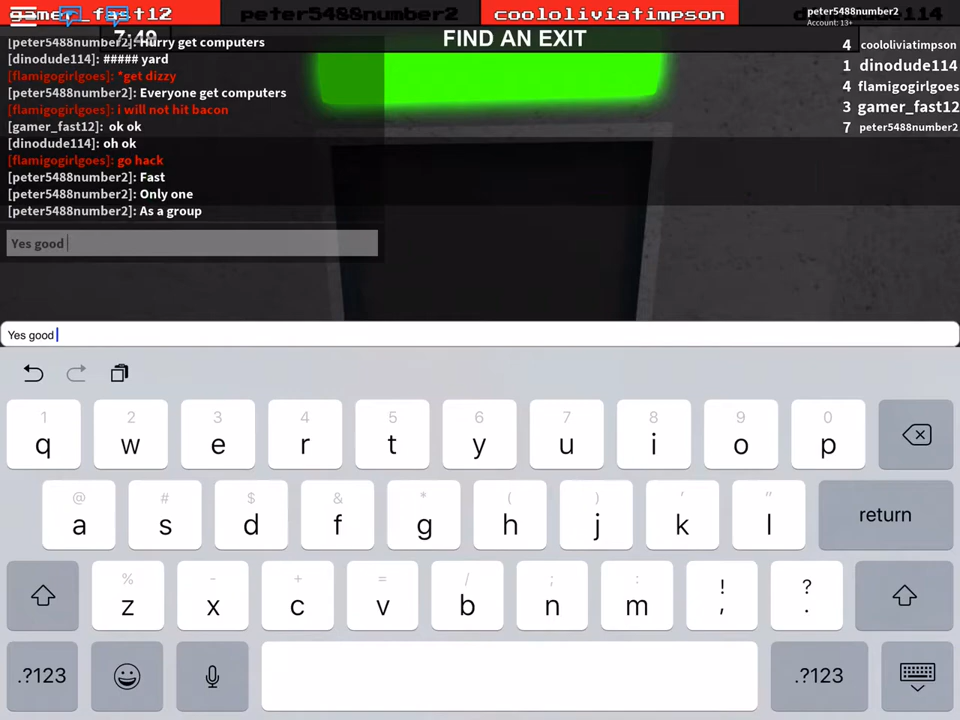 gamer_fast12
peter5488number2
coololiviatimpson
7:49
FIND AN EXIT
peter5488number2
Account: 13+
4 coololiviatimpson
1 dinodude114
4 flamigogirlgoes
3 gamer_fast12
7 peter5488number2
[peter5488number2]: Hurry get computers
[dinodude114]: ##### yard
[flamigogirlgoes]: *get dizzy
[peter5488number2]: Everyone get computers
[flamigogirlgoes]: i will not hit bacon
[gamer_fast12]: ok ok
[dinodude114]: oh ok
[flamigogirlgoes]: go hack
[peter5488number2]: Fast
[peter5488number2]: Only one
[peter5488number2]: As a group
Yes good
Yes good
1 2 3 4 5 6 7 8 9 0
q w e r t y u i o p
@ # $ & * ( ) ' "
a s d f g h j k l return
% - + = / ; : ! ?
z x c v b n m , .
.?123 .?123